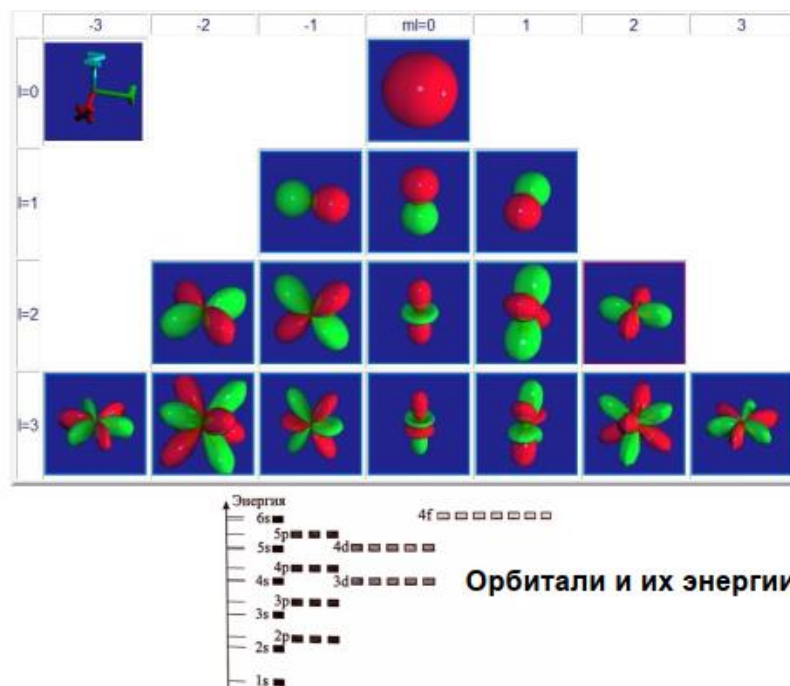 -3 -2 -1 ml=0 1 2 3
l=0
l=1
l=2
l=3
Энергия
6s 4f
5p
5s 4d
4p
4s 3d
Орбитали и их энергии
3p
3s
2p
2s
1s